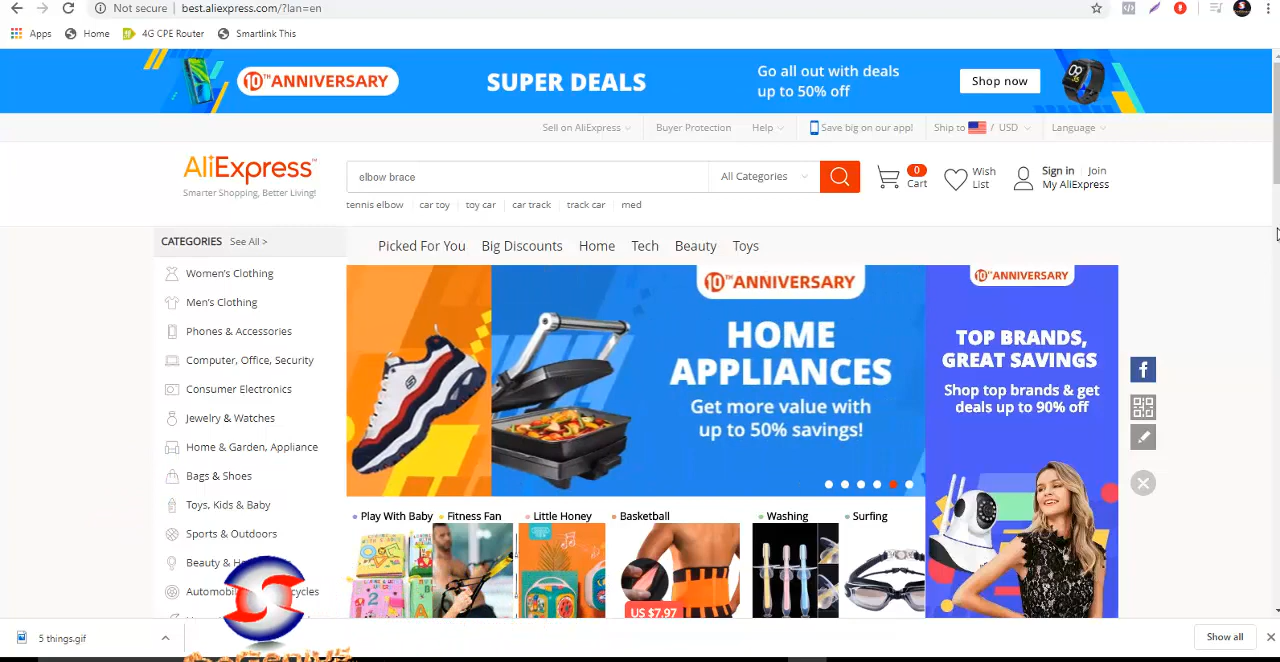 Not secure best.aliexpress.com/?lan=en
Apps Home 4G CPE Router Smartlink This
10TH ANNIVERSARY SUPER DEALS Go all out with deals Shop now
up to 50% off
Sell on AliExpress Buyer Protection Help Save big on our app! Ship to / USD Language
AliExpress™
Smarter Shopping, Better Living!
elbow brace All Categories 0 Cart Wish List Sign in Join
My AliExpress
tennis elbow car toy toy car car track track car med
CATEGORIES See All >
Picked For You Big Discounts Home Tech Beauty Toys
Women's Clothing
Men's Clothing
Phones & Accessories
Computer, Office, Security
Consumer Electronics
Jewelry & Watches
Home & Garden, Appliance
Bags & Shoes
Toys, Kids & Baby
Sports & Outdoors
Beauty &
10TH ANNIVERSARY
HOME
APPLIANCES
Get more value with
up to 50% savings!
10TH ANNIVERSARY
TOP BRANDS,
GREAT SAVINGS
Shop top brands & get
deals up to 90% off
Play With Baby Fitness Fan Little Honey Basketball Washing Surfing
US $7.97
5 things.gif Show all